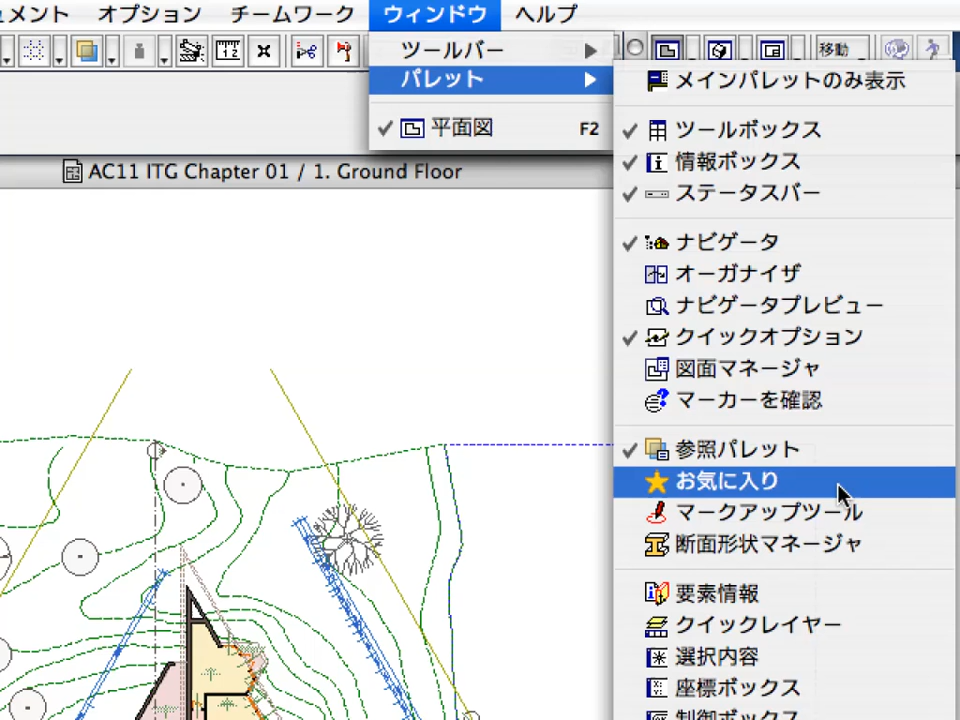 オプション チームワーク ウィンドウ ヘルプ
ツールバー
パレット
平面図 F2
移動
AC11 ITG Chapter 01 / 1. Ground Floor
メインパレットのみ表示
ツールボックス
情報ボックス
ステータスバー
ナビゲータ
オーガナイザ
ナビゲータプレビュー
クイックオプション
図面マネージャ
マーカーを確認
参照パレット
お気に入り
マークアップツール
断面形状マネージャ
要素情報
クイックレイヤー
選択内容
座標ボックス
制御ボックス